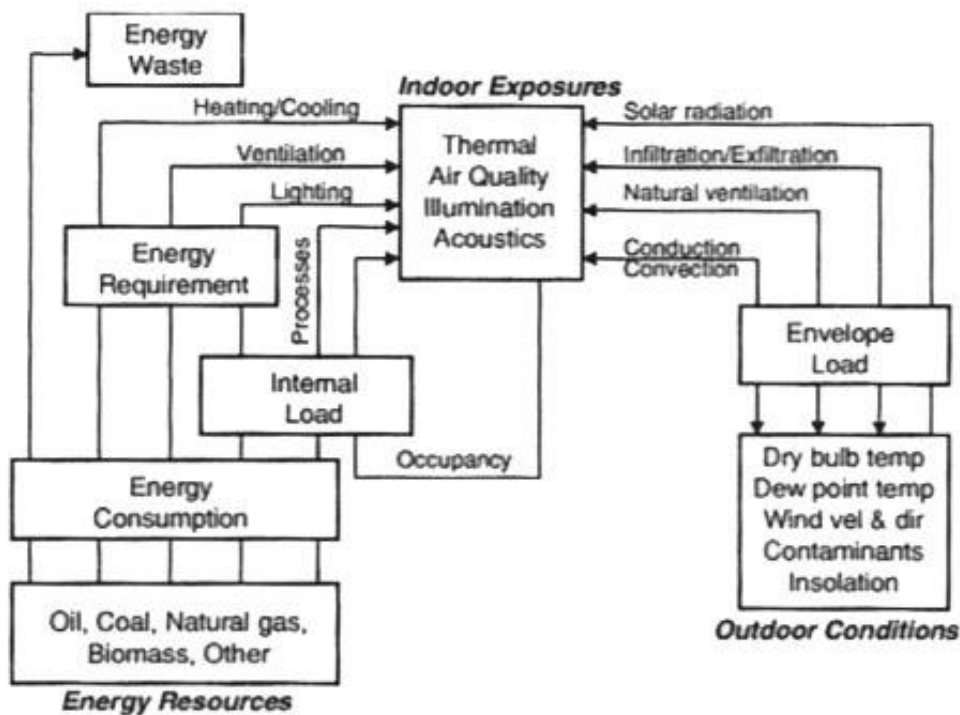 Energy
Waste
Indoor Exposures
Heating/Cooling
Ventilation
Lighting
Processes
Thermal
Air Quality
Illumination
Acoustics
Solar radiation
Infiltration/Exfiltration
Natural ventilation
Conduction
Convection
Energy
Requirement
Internal
Load
Occupancy
Envelope
Load
Energy
Consumption
Dry bulb temp
Dew point temp
Wind vel & dir
Contaminants
Insolation
Outdoor Conditions
Oil, Coal, Natural gas,
Biomass, Other
Energy Resources